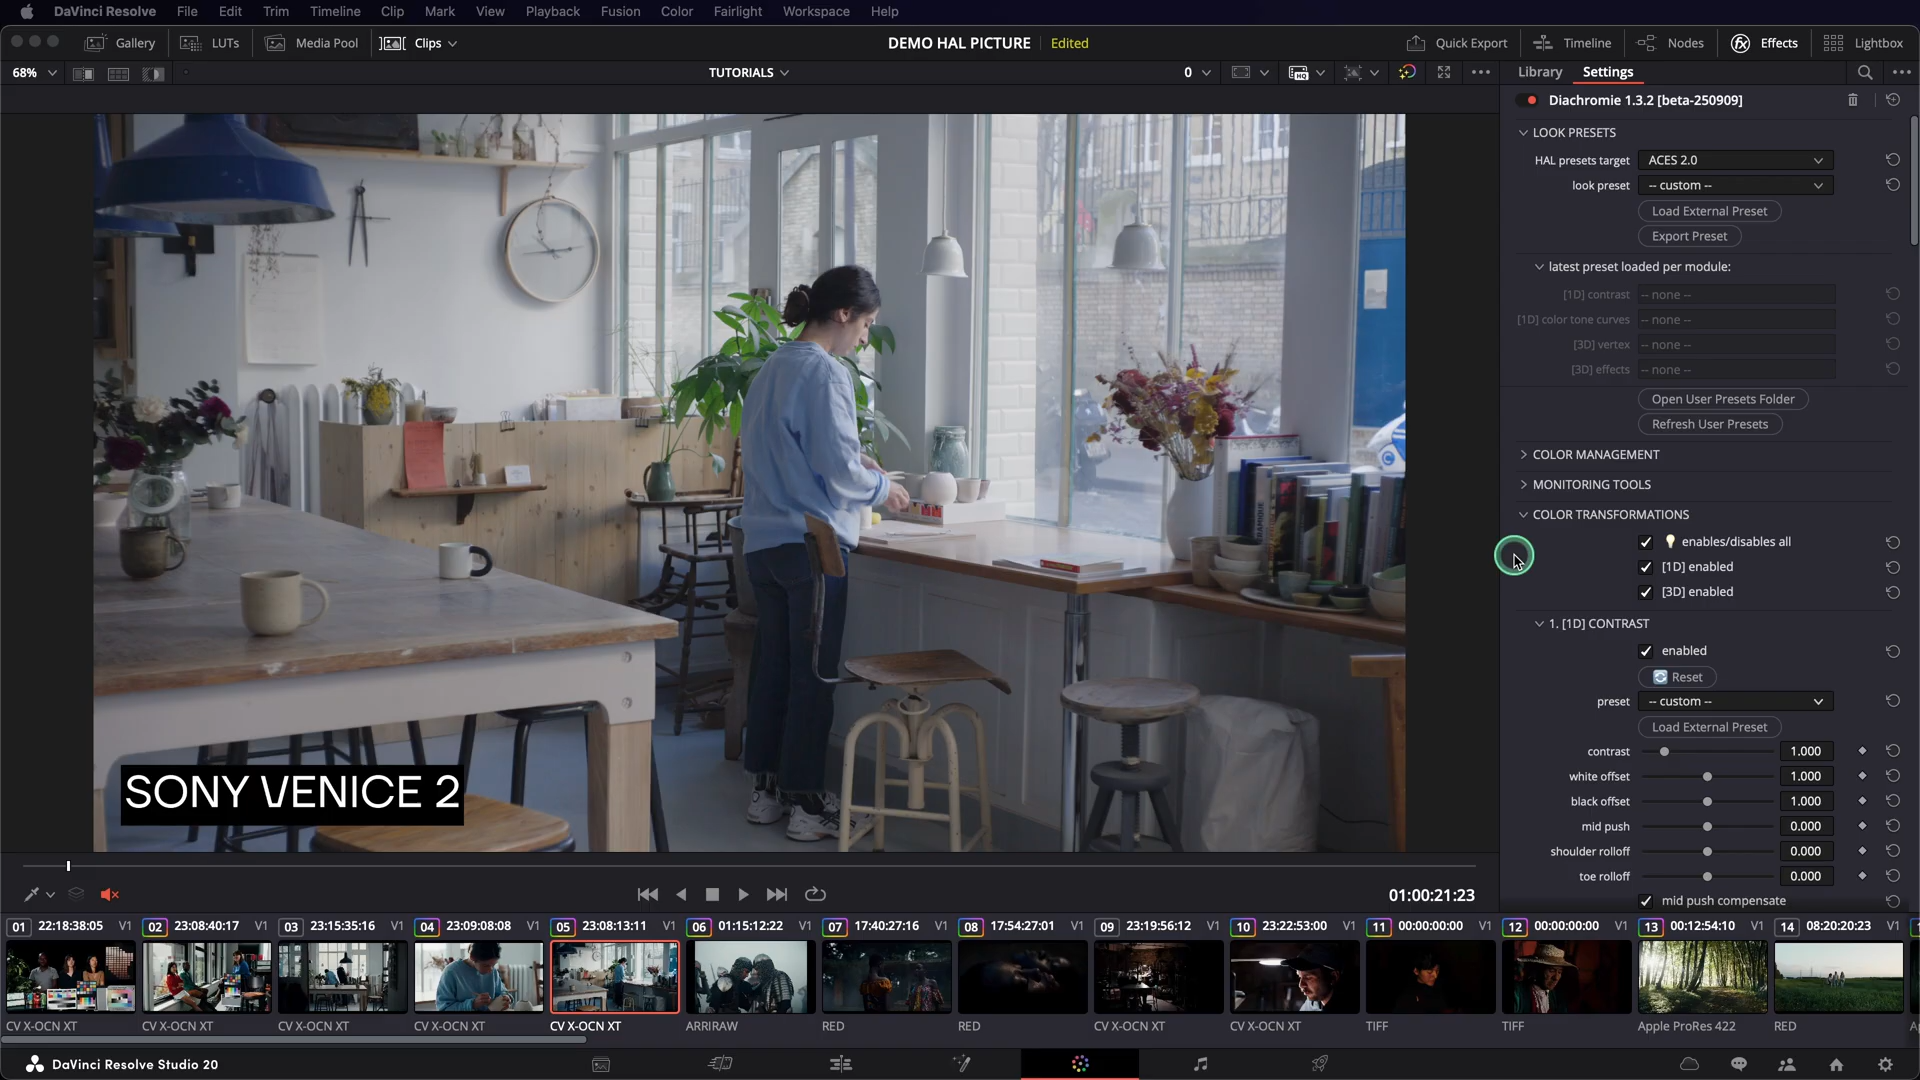 DaVinci Resolve File Edit Trim Timeline Clip Mark View Playback Fusion Color Fairlight Workspace Help
Gallery LUTs Media Pool Clips DEMO HAL PICTURE Edited Quick Export Timeline Nodes Effects Lightbox
68% TUTORIALS 0 HQ Library Settings
Diachromie 1.3.2 [beta-250909]
LOOK PRESETS
HAL presets target ACES 2.0
look preset -- custom --
Load External Preset
Export Preset
latest preset loaded per module:
[1D] contrast -- none --
[1D] color tone curves -- none --
[3D] vertex -- none --
[3D] effects -- none --
Open User Presets Folder
Refresh User Presets
COLOR MANAGEMENT
MONITORING TOOLS
COLOR TRANSFORMATIONS
enables/disables all
[1D] enabled
[3D] enabled
1. [1D] CONTRAST
enabled
Reset
preset -- custom --
Load External Preset
contrast 1.000
white offset 1.000
black offset 1.000
mid push 0.000
shoulder rolloff 0.000
toe rolloff 0.000
mid push compensate
SONY VENICE 2
01:00:21:23
01 22:18:38:05 V1 02 23:08:40:17 V1 03 23:15:35:16 V1 04 23:09:08:08 V1 05 23:08:13:11 V1 06 01:15:12:22 V1 07 17:40:27:16 V1 08 17:54:27:01 V1 09 23:19:56:12 V1 10 23:22:53:00 V1 11 00:00:00:00 V1 12 00:00:00:00 V1 13 00:12:54:10 V1 14 08:20:20:23 V1
CV X-OCN XT CV X-OCN XT CV X-OCN XT CV X-OCN XT CV X-OCN XT ARRIRAW RED RED CV X-OCN XT CV X-OCN XT TIFF TIFF Apple ProRes 422 RED
DaVinci Resolve Studio 20